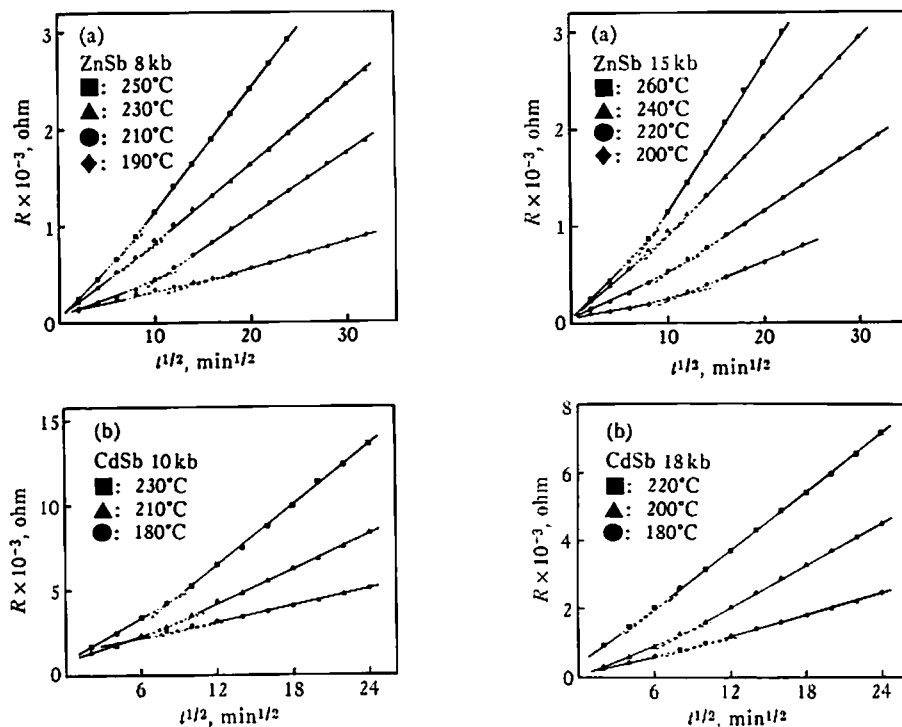 (a)
ZnSb 8 kb
■: 250°C
▲: 230°C
●: 210°C
◆: 190°C
R × 10⁻³, ohm
3
2
1
0
10 20 30
t^1/2, min^1/2
(a)
ZnSb 15 kb
■: 260°C
▲: 240°C
●: 220°C
◆: 200°C
R × 10⁻³, ohm
3
2
1
0
10 20 30
t^1/2, min^1/2
(b)
CdSb 10 kb
■: 230°C
▲: 210°C
●: 180°C
R × 10⁻³, ohm
15
10
5
0
6 12 18 24
t^1/2, min^1/2
(b)
CdSb 18 kb
■: 220°C
▲: 200°C
●: 180°C
R × 10⁻³, ohm
8
6
4
2
0
6 12 18 24
t^1/2, min^1/2